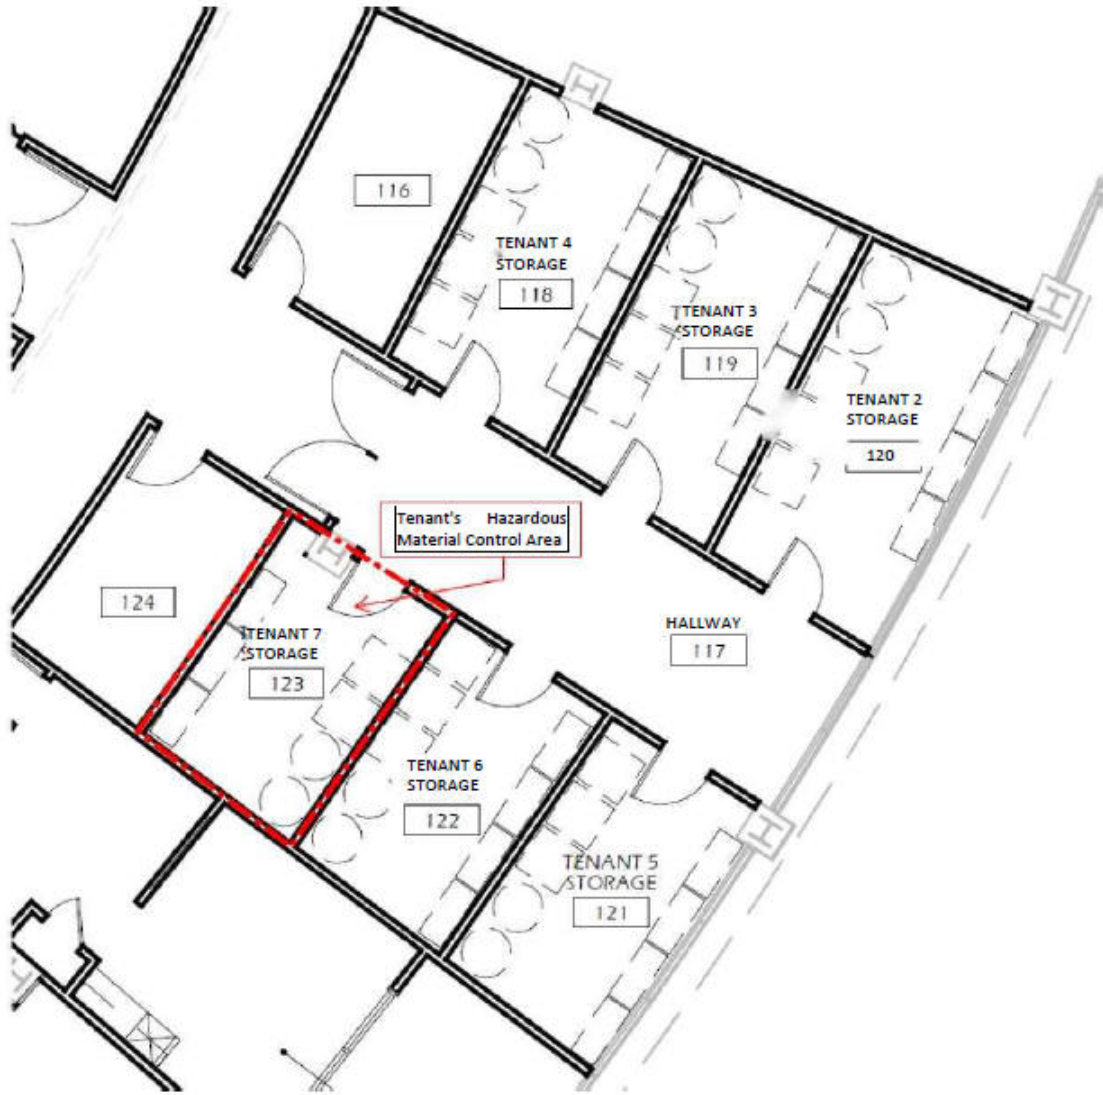 116
TENANT 4
STORAGE
118
TENANT 3
STORAGE
119
TENANT 2
STORAGE
120
Tenant's Hazardous
Material Control Area
124
TENANT 7
STORAGE
123
HALLWAY
117
TENANT 6
STORAGE
122
TENANT 5
STORAGE
121